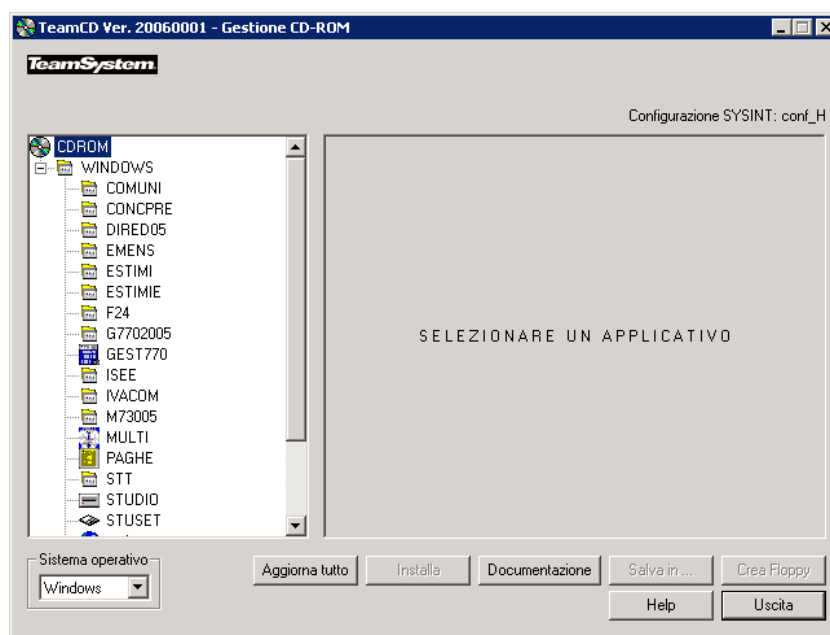 TeamCD Ver. 20060001 - Gestione CD-ROM
TeamSystem
Configurazione SYSINT: conf_H
CDROM
WINDOWS
COMUNI
CONCPRE
DIRED05
EMENS
ESTIMI
ESTIMIE
F24
G7702005
GEST770
ISEE
IVACOM
M73005
MULTI
PAGHE
STT
STUDIO
STUSET
SELEZIONARE UN APPLICATIVO
Sistema operativo
Windows
Aggiorna tutto
Installa
Documentazione
Salva in ...
Crea Floppy
Help
Uscita